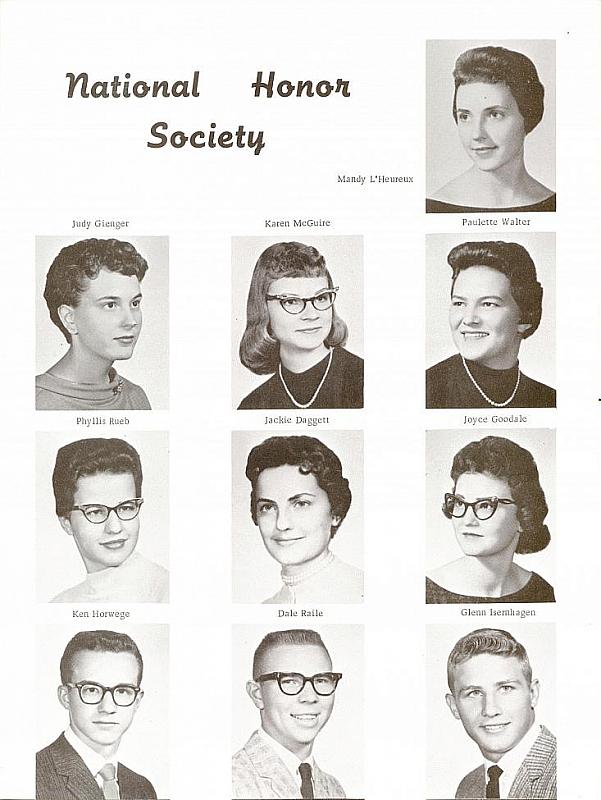 National Honor
Society
Mandy L'Heureux
Judy Gienger Karen McGuire Paulette Walter
Phyllis Rueb Jackie Daggett Joyce Goodale
Ken Horwege Dale Raile Glenn Isernhagen